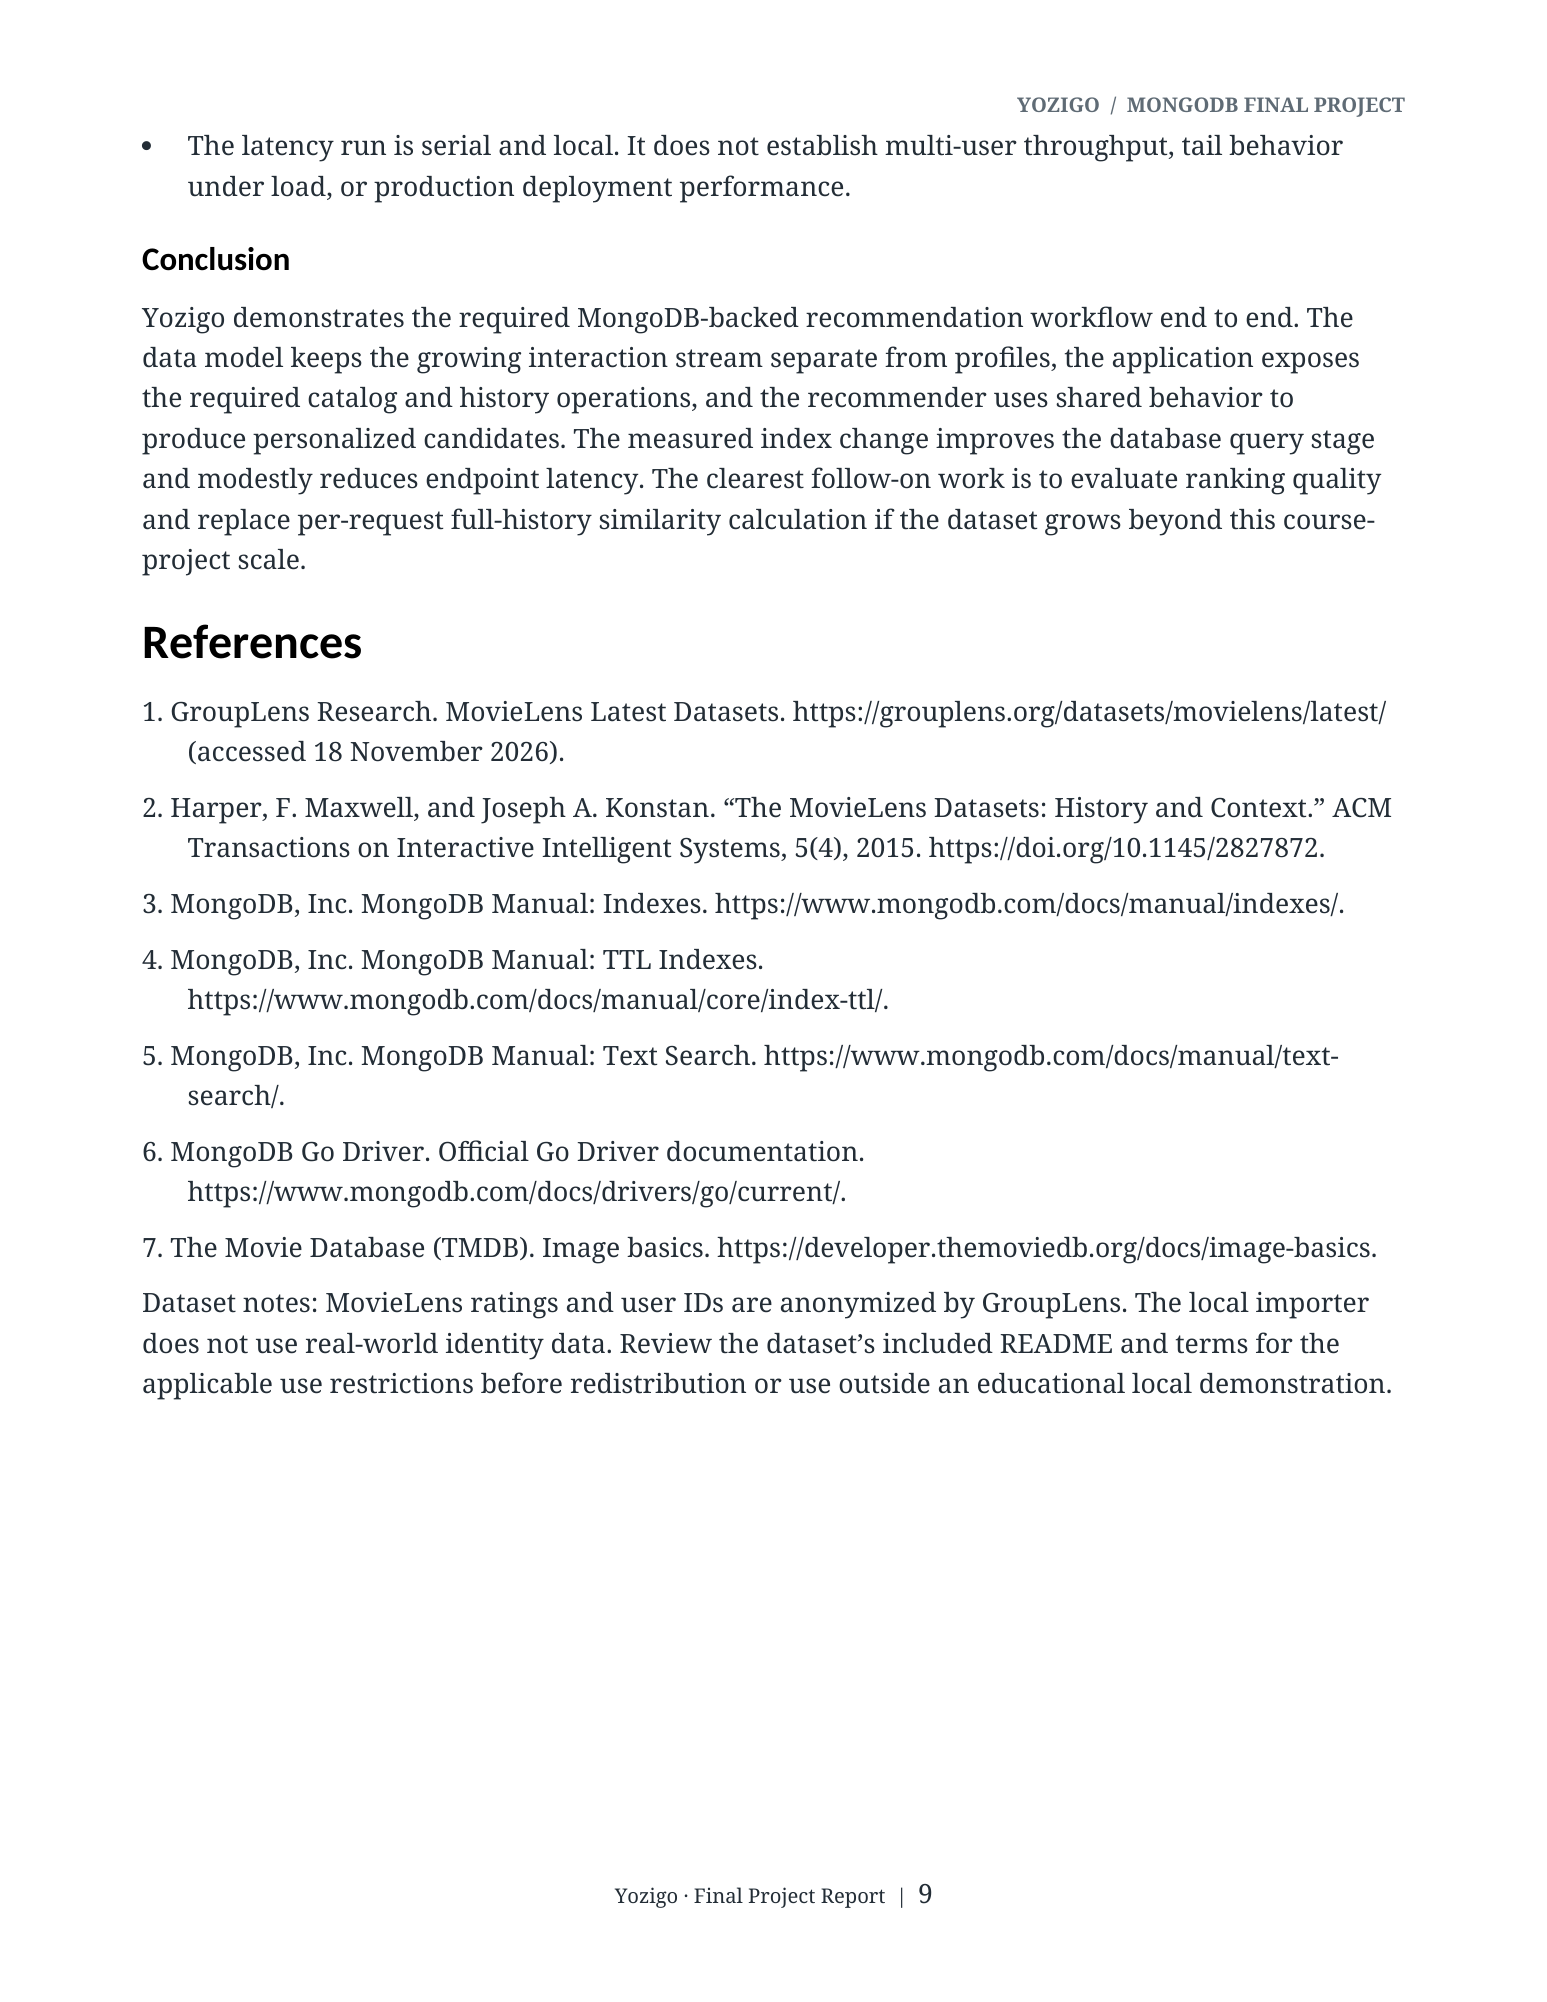 YOZIGO / MONGODB FINAL PROJECT
• The latency run is serial and local. It does not establish multi-user throughput, tail behavior
under load, or production deployment performance.
Conclusion
Yozigo demonstrates the required MongoDB-backed recommendation workflow end to end. The
data model keeps the growing interaction stream separate from profiles, the application exposes
the required catalog and history operations, and the recommender uses shared behavior to
produce personalized candidates. The measured index change improves the database query stage
and modestly reduces endpoint latency. The clearest follow-on work is to evaluate ranking quality
and replace per-request full-history similarity calculation if the dataset grows beyond this course-
project scale.
References
1. GroupLens Research. MovieLens Latest Datasets. https://grouplens.org/datasets/movielens/latest/
(accessed 18 November 2026).
2. Harper, F. Maxwell, and Joseph A. Konstan. “The MovieLens Datasets: History and Context.” ACM
Transactions on Interactive Intelligent Systems, 5(4), 2015. https://doi.org/10.1145/2827872.
3. MongoDB, Inc. MongoDB Manual: Indexes. https://www.mongodb.com/docs/manual/indexes/.
4. MongoDB, Inc. MongoDB Manual: TTL Indexes.
https://www.mongodb.com/docs/manual/core/index-ttl/.
5. MongoDB, Inc. MongoDB Manual: Text Search. https://www.mongodb.com/docs/manual/text-
search/.
6. MongoDB Go Driver. Official Go Driver documentation.
https://www.mongodb.com/docs/drivers/go/current/.
7. The Movie Database (TMDB). Image basics. https://developer.themoviedb.org/docs/image-basics.
Dataset notes: MovieLens ratings and user IDs are anonymized by GroupLens. The local importer
does not use real-world identity data. Review the dataset’s included README and terms for the
applicable use restrictions before redistribution or use outside an educational local demonstration.
Yozigo · Final Project Report | 9